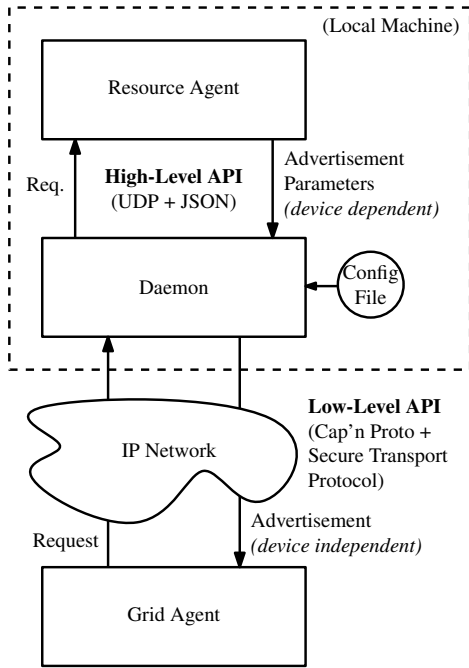 (Local Machine)
Resource Agent
Req.
High-Level API
(UDP + JSON)
Advertisement
Parameters
(device dependent)
Daemon
Config
File
IP Network
Low-Level API
(Cap'n Proto +
Secure Transport
Protocol)
Request
Advertisement
(device independent)
Grid Agent